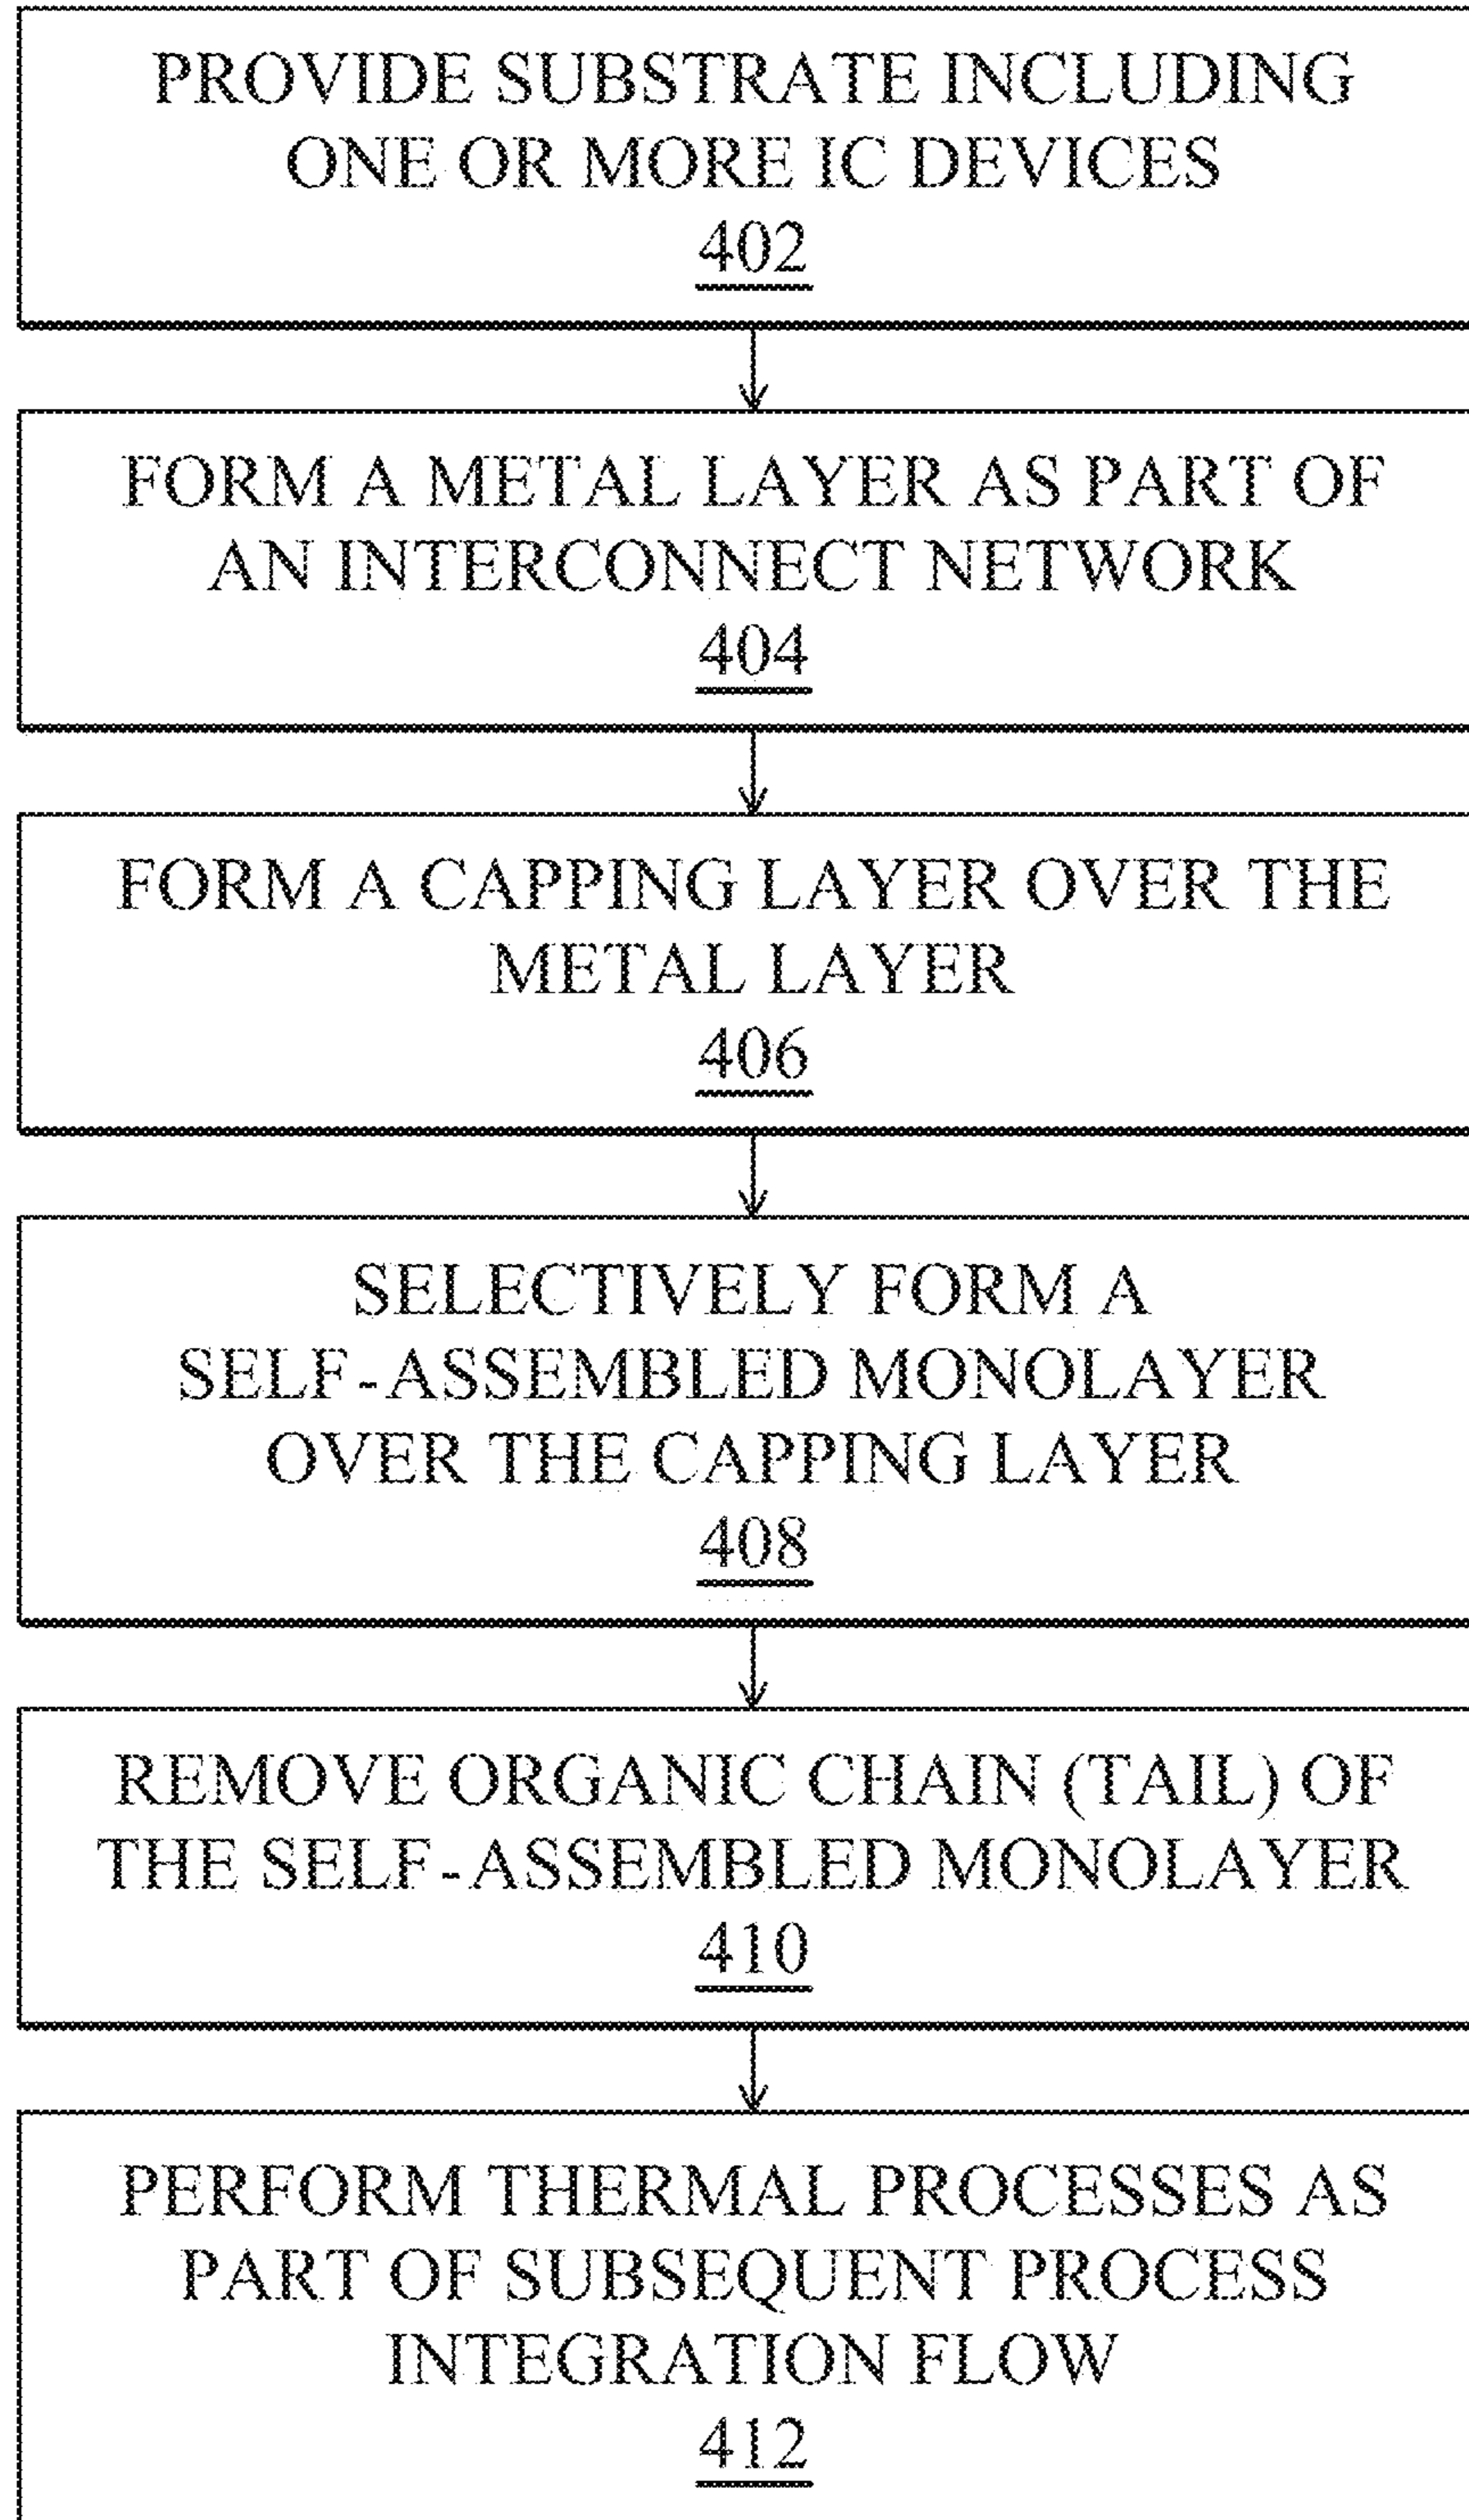 PROVIDE SUBSTRATE INCLUDING
ONE OR MORE IC DEVICES
402
FORM A METAL LAYER AS PART OF
AN INTERCONNECT NETWORK
404
FORM A CAPPING LAYER OVER THE
METAL LAYER
406
SELECTIVELY FORM A
SELF-ASSEMBLED MONOLAYER
OVER THE CAPPING LAYER
408
REMOVE ORGANIC CHAIN (TAIL) OF
THE SELF-ASSEMBLED MONOLAYER
410
PERFORM THERMAL PROCESSES AS
PART OF SUBSEQUENT PROCESS
INTEGRATION FLOW
412